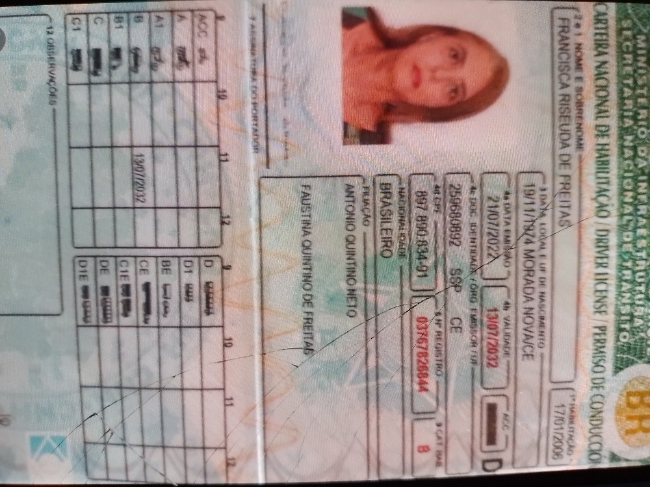 MINISTÉRIO DA INFRAESTRUTURA
SECRETARIA NACIONAL DE TRÂNSITO
CARTEIRA NACIONAL DE HABILITAÇÃO / DRIVER LICENSE / PERMISO DE CONDUCCIÓN
BR
2 e 1 NOME E SOBRENOME
FRANCISCA RISEUDA DE FREITAS
1ª HABILITAÇÃO
17/01/2006
3 DATA, LOCAL E UF DE NASCIMENTO
19/11/1974 MORADA NOVA/CE
4a DATA EMISSÃO
21/07/2022
4b VALIDADE
13/07/2032
ACC
D
4c DOC. IDENTIDADE / ÓRG. EMISSOR / UF
259680892 SSP CE
4d CPF
897.890.834-91
5 Nº REGISTRO
03767826844
9 CAT. HAB.
B
NACIONALIDADE
BRASILEIRO
FILIAÇÃO
ANTONIO QUINTINO NETO
FAUSTINA QUINTINO DE FREITAS
7 ASSINATURA DO PORTADOR
9 10 11 12
ACC
A
A1
B 13/07/2032
B1
C
C1
9 10 11 12
D
D1
BE
CE
C1E
DE
D1E
12 OBSERVAÇÕES